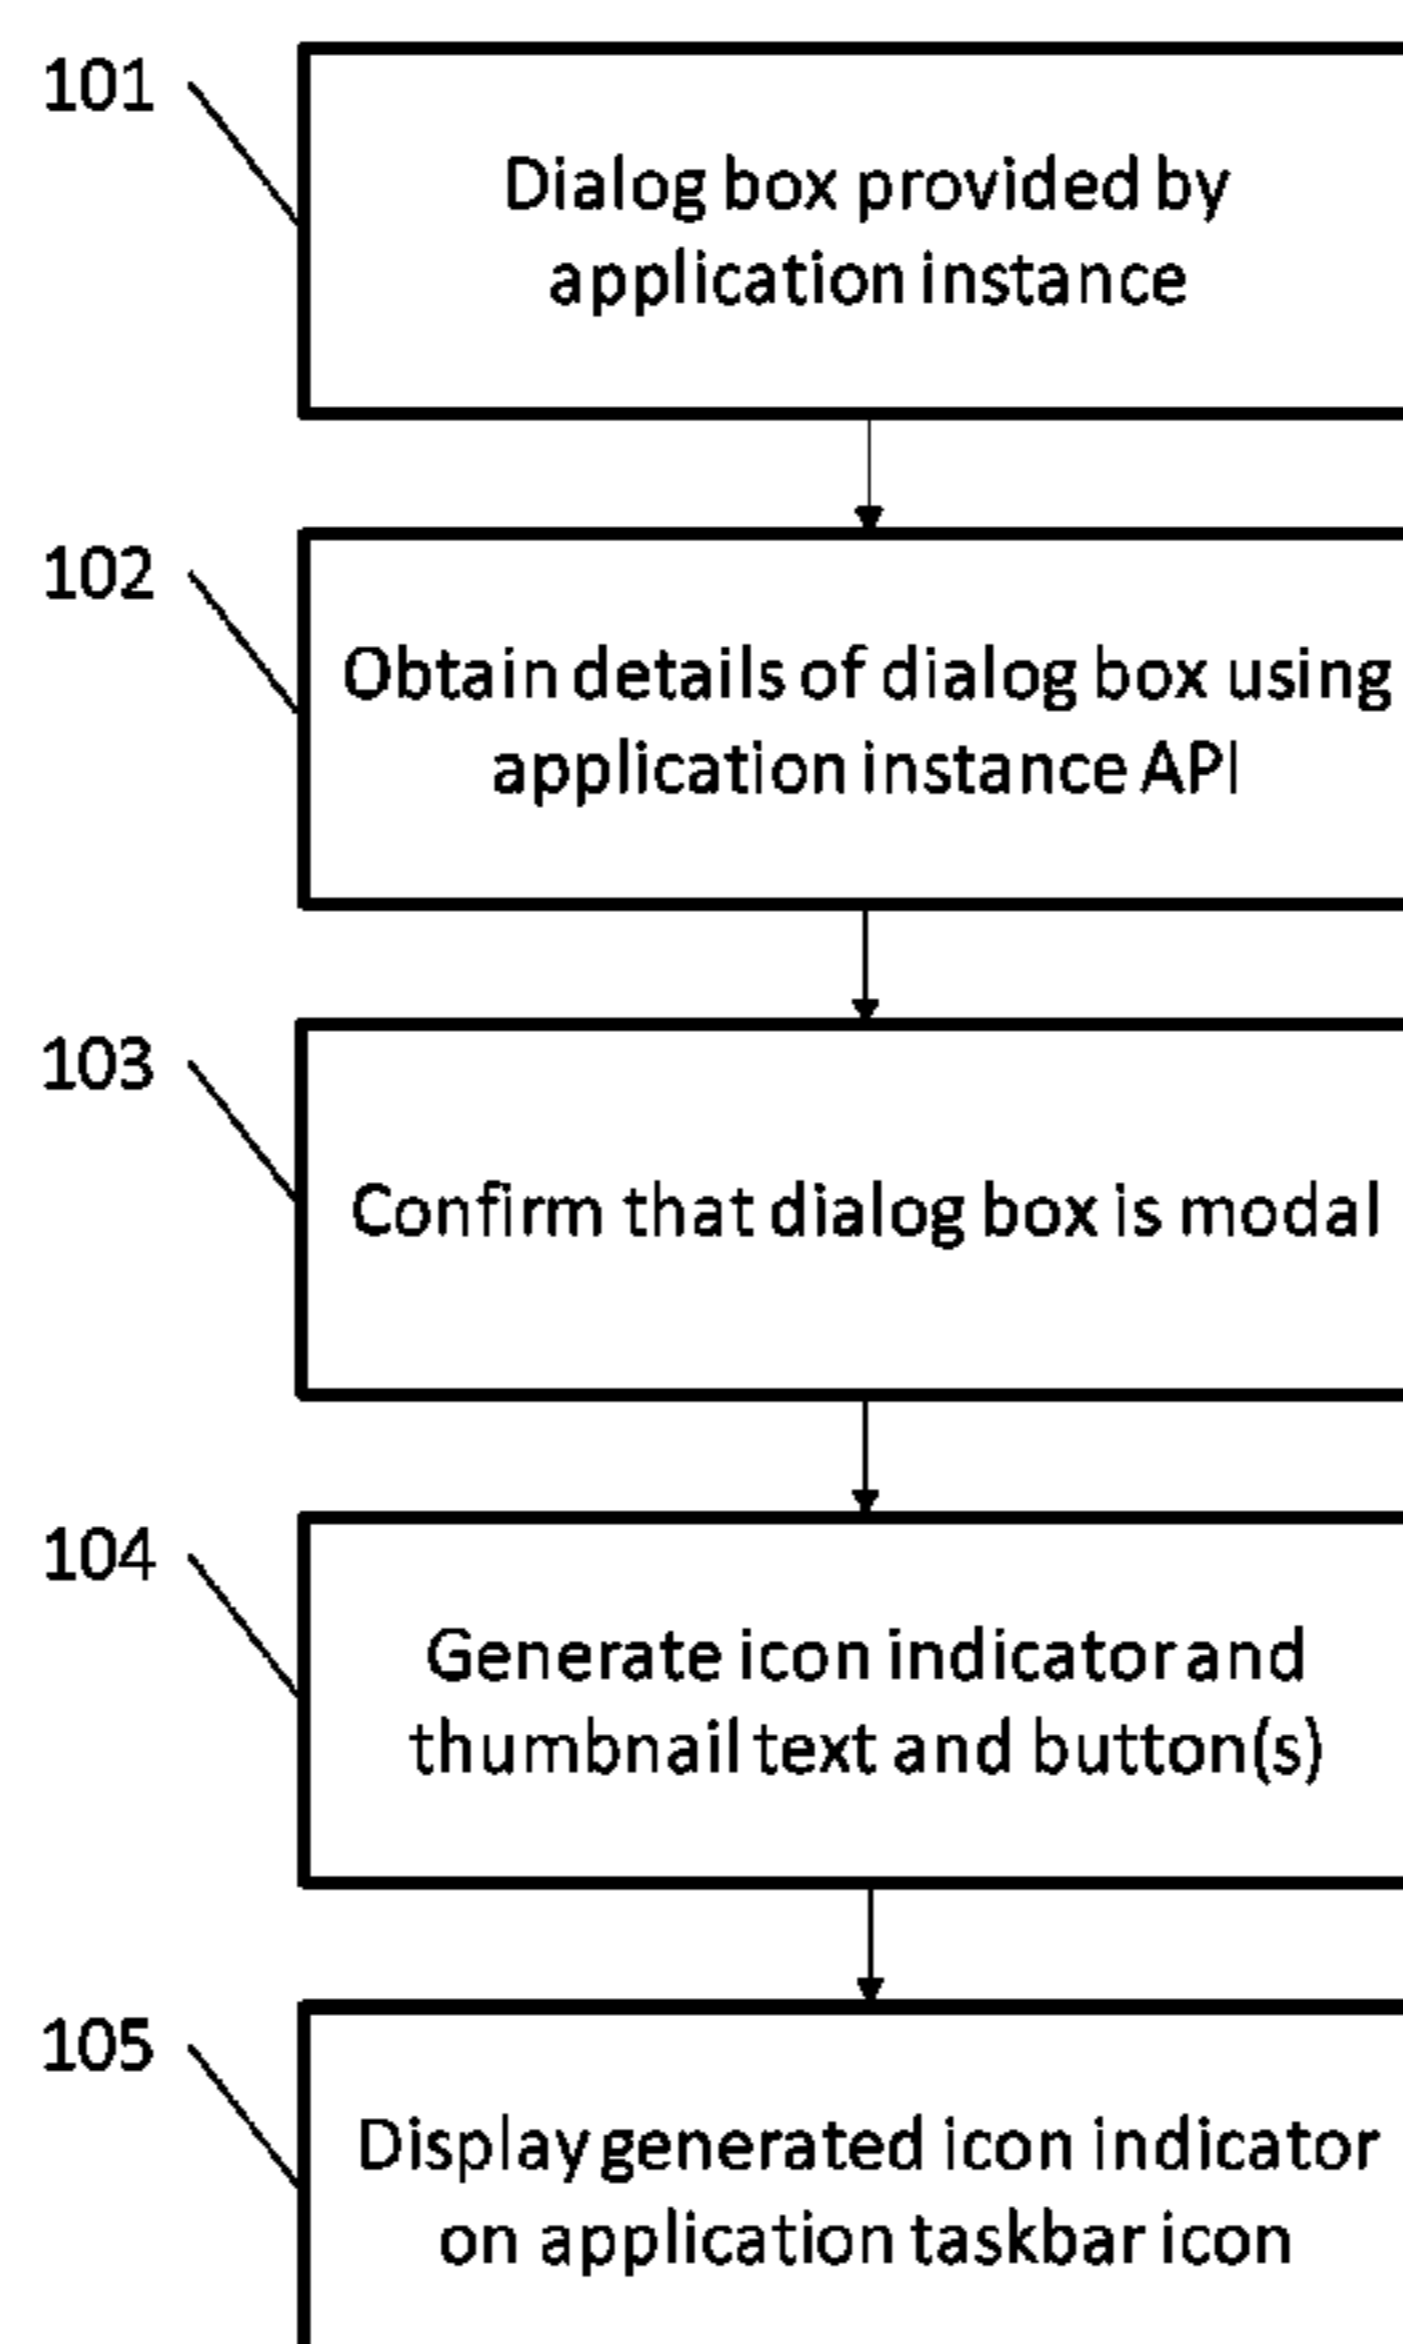 101
Dialog box provided by
application instance
102
Obtain details of dialog box using
application instance API
103
Confirm that dialog box is modal
104
Generate icon indicator and
thumbnail text and button(s)
105
Display generated icon indicator
on application taskbar icon